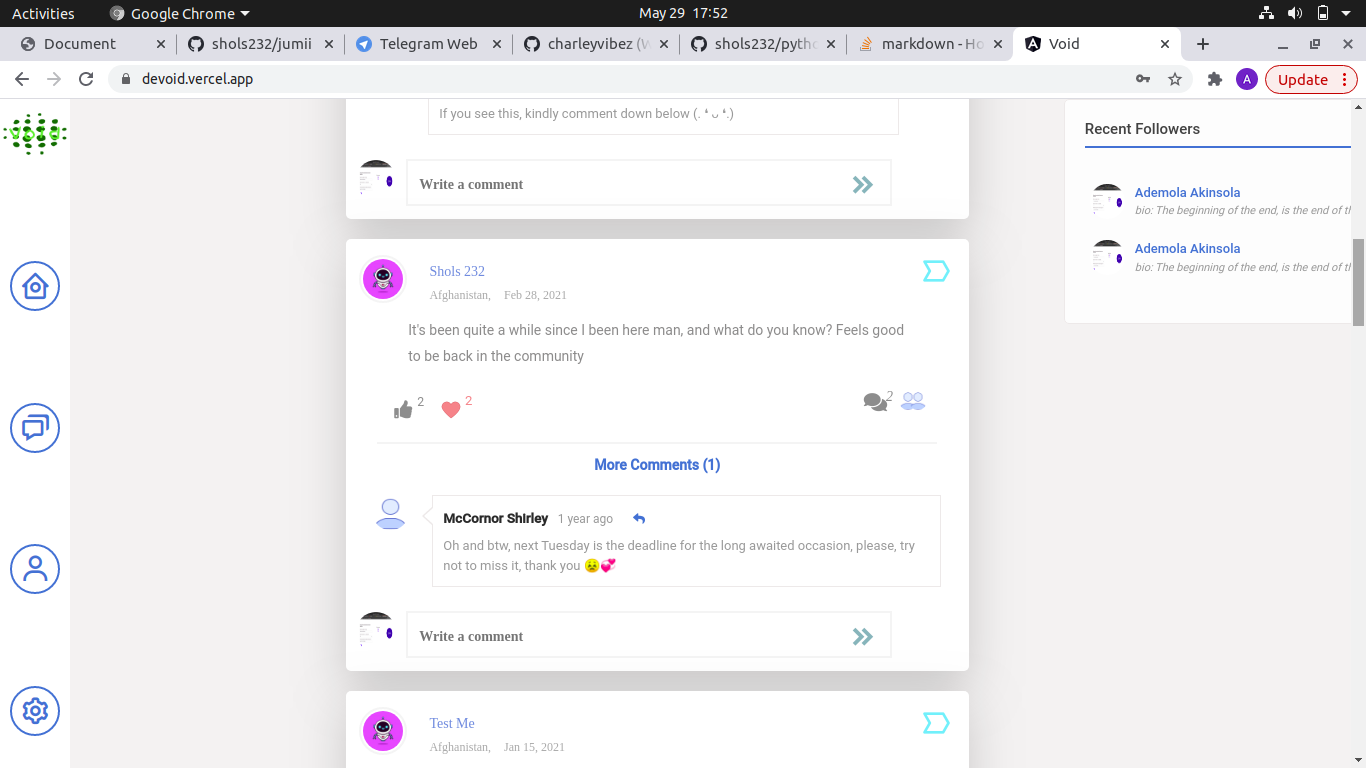 Activities
Google Chrome
May 29 17:52
Document
shols232/jumii
Telegram Web
charleyvibez (W
shols232/pytho
markdown - Ho
Void
devoid.vercel.app
A
Update
Void
If you see this, kindly comment down below (. ❛ ᴗ ❛.)
Write a comment
Recent Followers
Ademola Akinsola
bio: The beginning of the end, is the end of th
Ademola Akinsola
bio: The beginning of the end, is the end of th
Shols 232
Afghanistan, Feb 28, 2021
It's been quite a while since I been here man, and what do you know? Feels good
to be back in the community
2
2
2
More Comments (1)
McCornor Shirley 1 year ago
Oh and btw, next Tuesday is the deadline for the long awaited occasion, please, try
not to miss it, thank you 😵💞
Write a comment
Test Me
Afghanistan, Jan 15, 2021